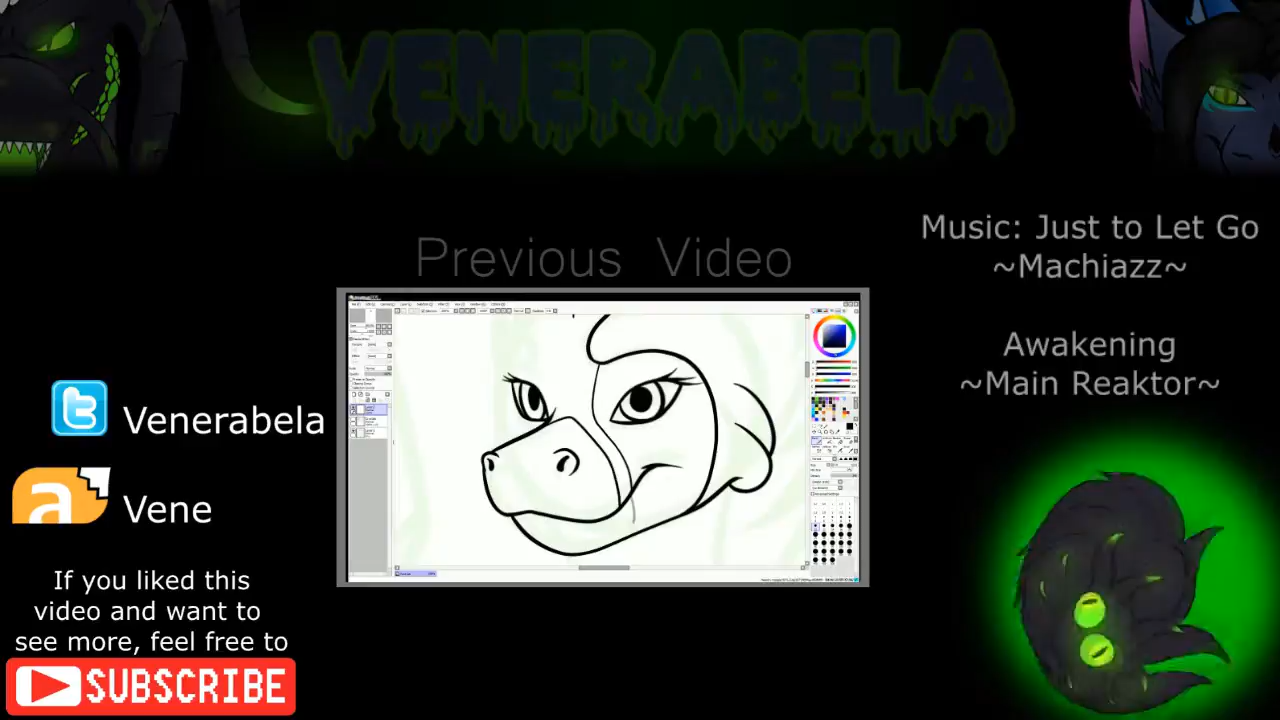 VENERABELA
Previous Video
Music: Just to Let Go
~Machiazz~
Awakening
~Main Reaktor~
Venerabela
Vene
If you liked this
video and want to
see more, feel free to
SUBSCRIBE